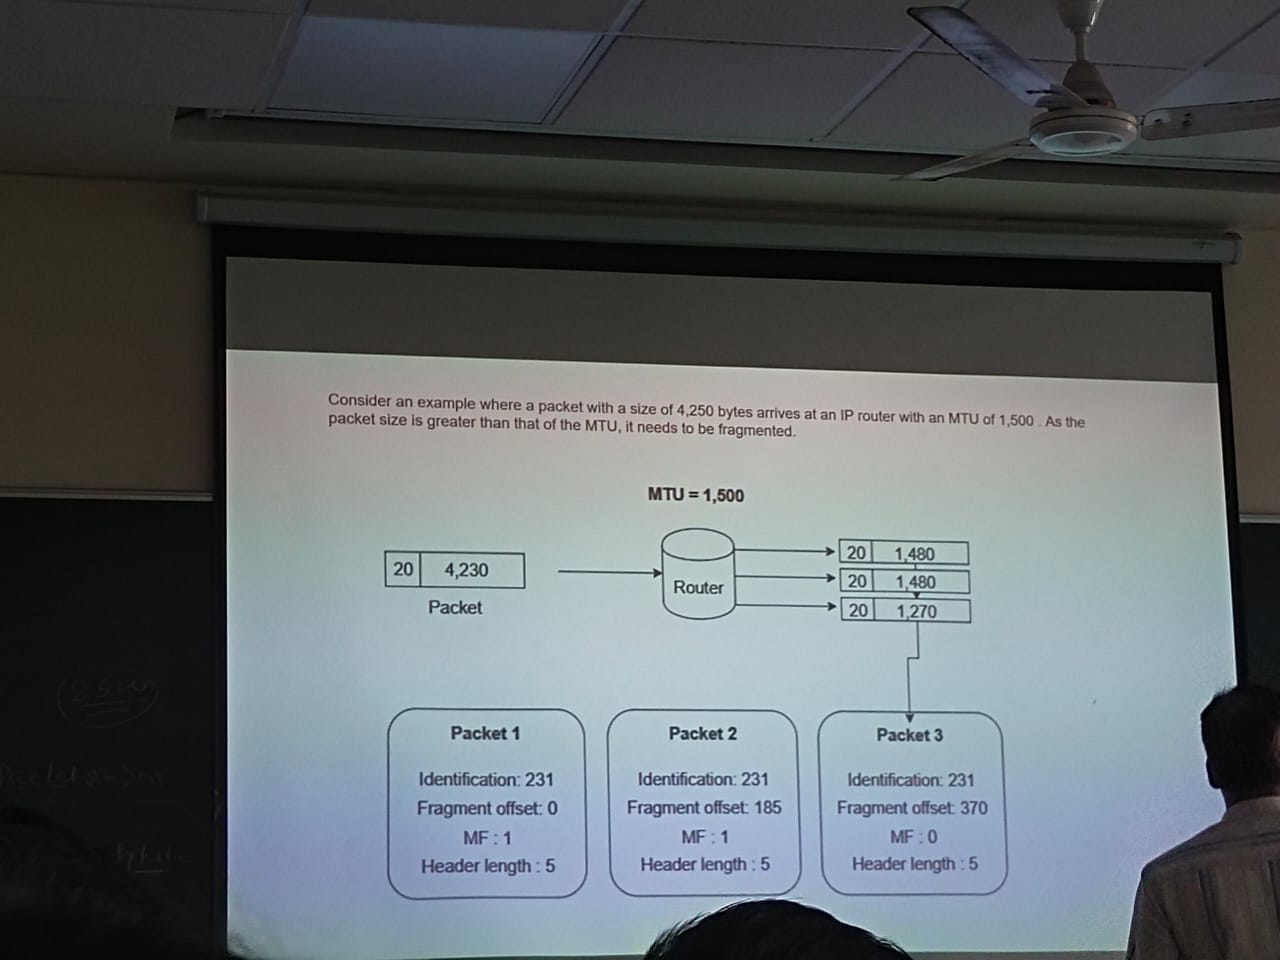 Consider an example where a packet with a size of 4,250 bytes arrives at an IP router with an MTU of 1,500 . As the
packet size is greater than that of the MTU, it needs to be fragmented.
MTU = 1,500
20 4,230
Packet
Router
20 1,480
20 1,480
20 1,270
Packet 1
Identification: 231
Fragment offset: 0
MF : 1
Header length : 5
Packet 2
Identification: 231
Fragment offset: 185
MF : 1
Header length : 5
Packet 3
Identification: 231
Fragment offset: 370
MF : 0
Header length : 5